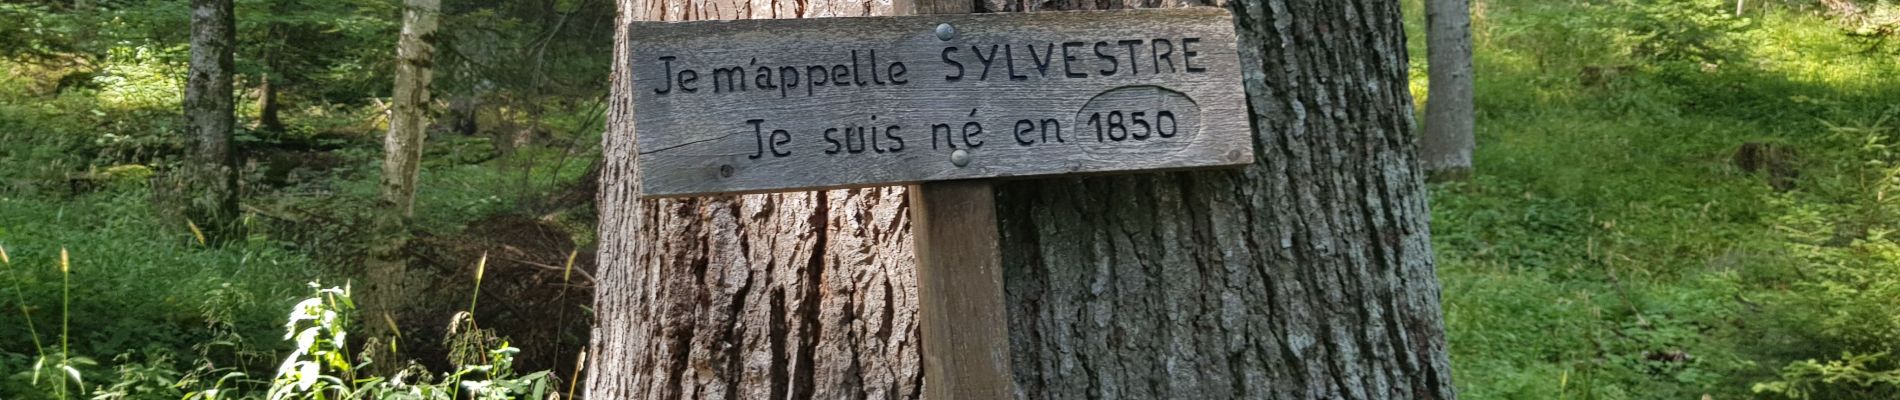 Je m'appelle SYLVESTRE
Je suis né en 1850